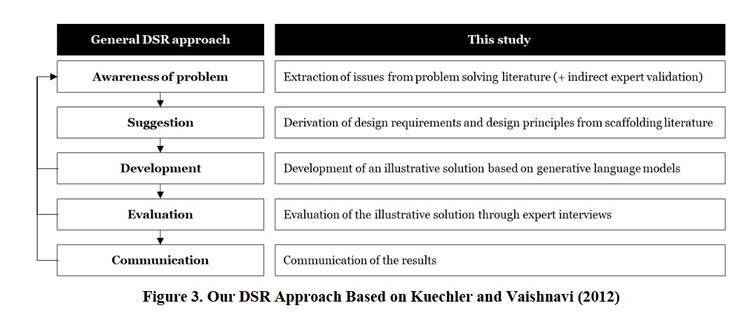 General DSR approach
This study
Awareness of problem
Extraction of issues from problem solving literature (+ indirect expert validation)
Suggestion
Derivation of design requirements and design principles from scaffolding literature
Development
Development of an illustrative solution based on generative language models
Evaluation
Evaluation of the illustrative solution through expert interviews
Communication
Communication of the results
Figure 3. Our DSR Approach Based on Kuechler and Vaishnavi (2012)